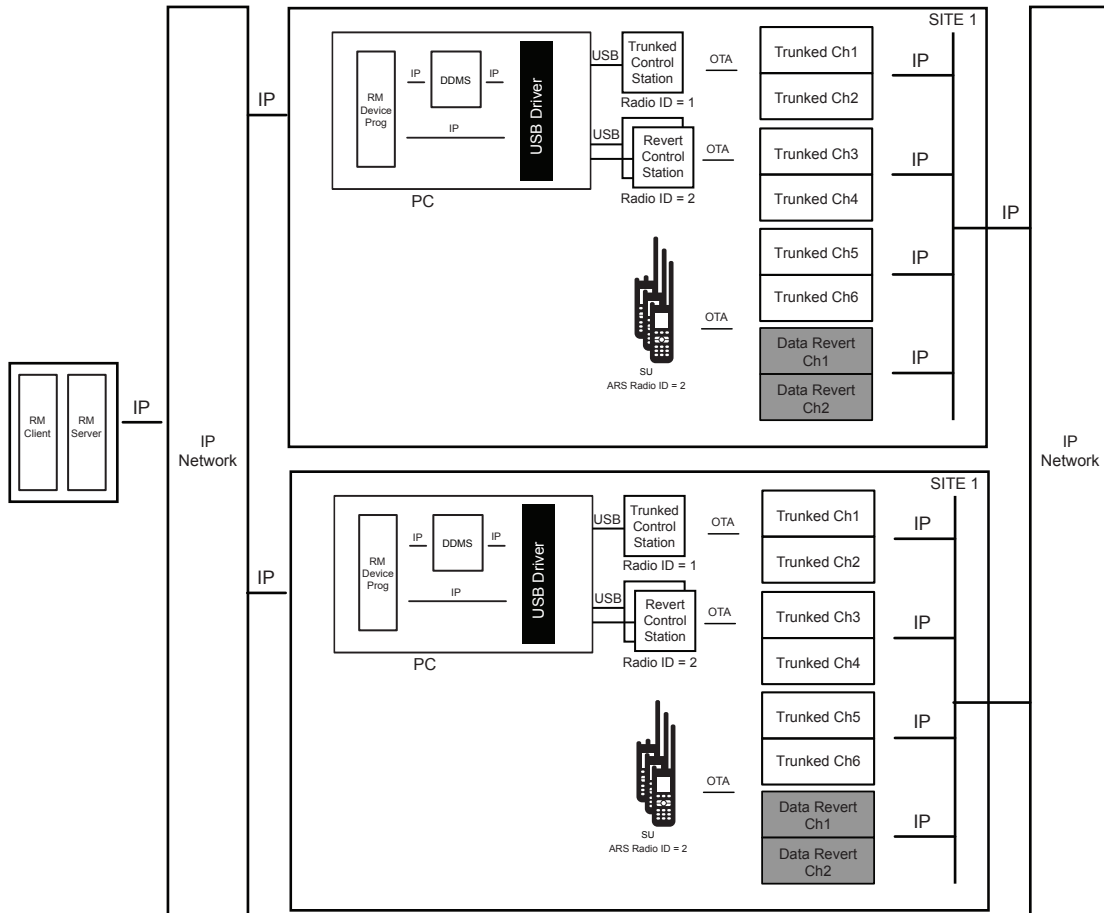 SITE 1
IP
RM
Device
Prog
IP
DDMS
IP
IP
USB Driver
PC
USB
Trunked
Control
Station
Radio ID = 1
OTA
USB
Revert
Control
Station
Radio ID = 2
OTA
SU
ARS Radio ID = 2
OTA
Trunked Ch1
Trunked Ch2
Trunked Ch3
Trunked Ch4
Trunked Ch5
Trunked Ch6
Data Revert
Ch1
Data Revert
Ch2
IP
IP
IP
IP
IP
RM
Client
RM
Server
IP
IP
Network
IP
Network
SITE 1
IP
RM
Device
Prog
IP
DDMS
IP
IP
USB Driver
PC
USB
Trunked
Control
Station
Radio ID = 1
OTA
USB
Revert
Control
Station
Radio ID = 2
OTA
SU
ARS Radio ID = 2
OTA
Trunked Ch1
Trunked Ch2
Trunked Ch3
Trunked Ch4
Trunked Ch5
Trunked Ch6
Data Revert
Ch1
Data Revert
Ch2
IP
IP
IP
IP